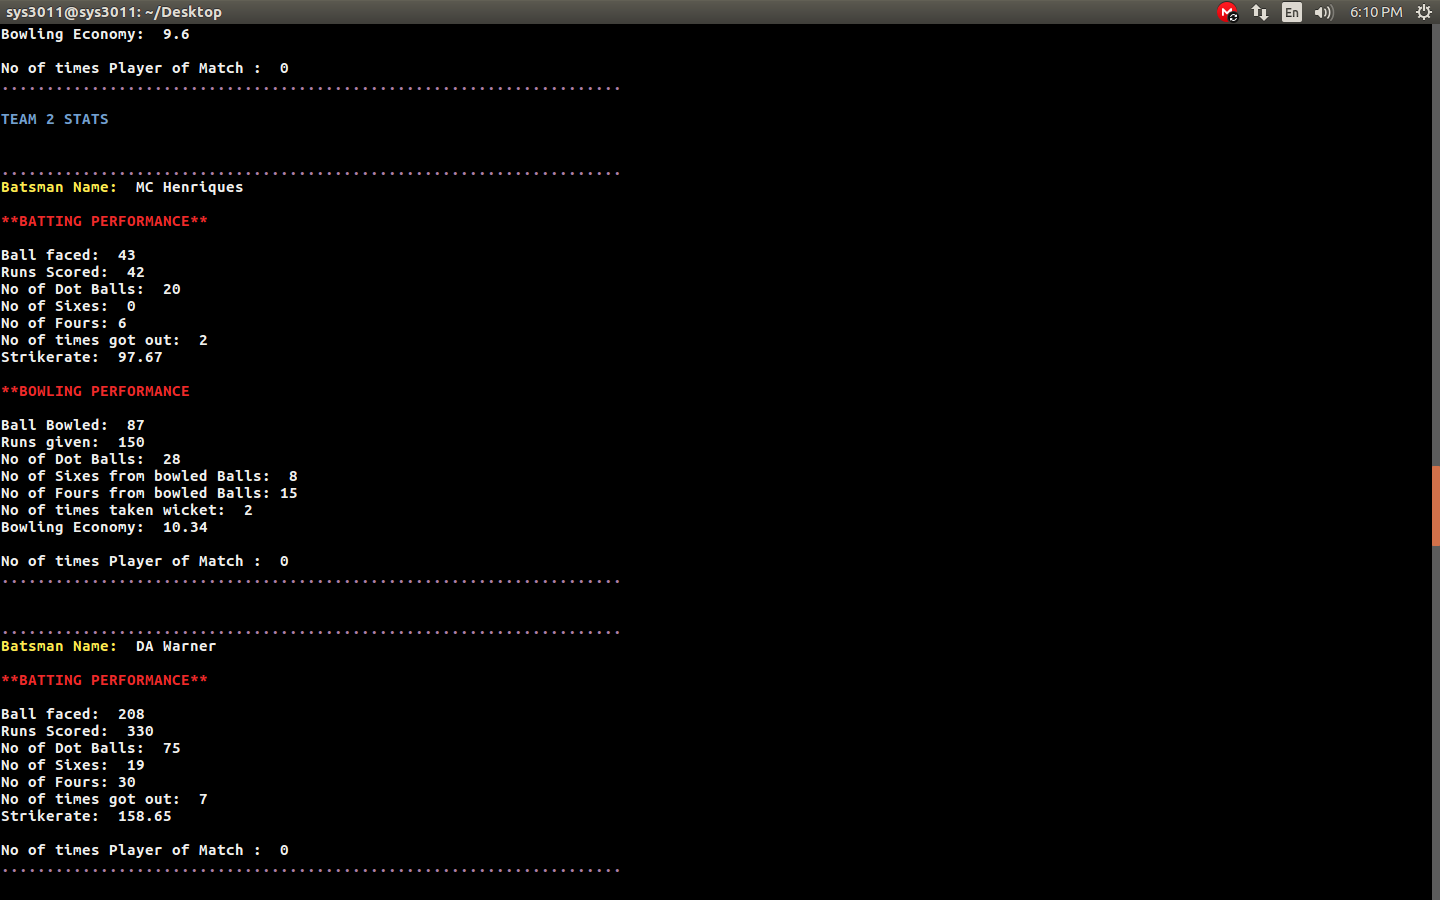 sys3011@sys3011: ~/Desktop
En
6:10 PM
Bowling Economy:  9.6
No of times Player of Match :  0
.....................................................................
TEAM 2 STATS
.....................................................................
Batsman Name:  MC Henriques
**BATTING PERFORMANCE**
Ball faced:  43
Runs Scored:  42
No of Dot Balls:  20
No of Sixes:  0
No of Fours: 6
No of times got out:  2
Strikerate:  97.67
**BOWLING PERFORMANCE
Ball Bowled:  87
Runs given:  150
No of Dot Balls:  28
No of Sixes from bowled Balls:  8
No of Fours from bowled Balls: 15
No of times taken wicket:  2
Bowling Economy:  10.34
No of times Player of Match :  0
.....................................................................
.....................................................................
Batsman Name:  DA Warner
**BATTING PERFORMANCE**
Ball faced:  208
Runs Scored:  330
No of Dot Balls:  75
No of Sixes:  19
No of Fours: 30
No of times got out:  7
Strikerate:  158.65
No of times Player of Match :  0
.....................................................................